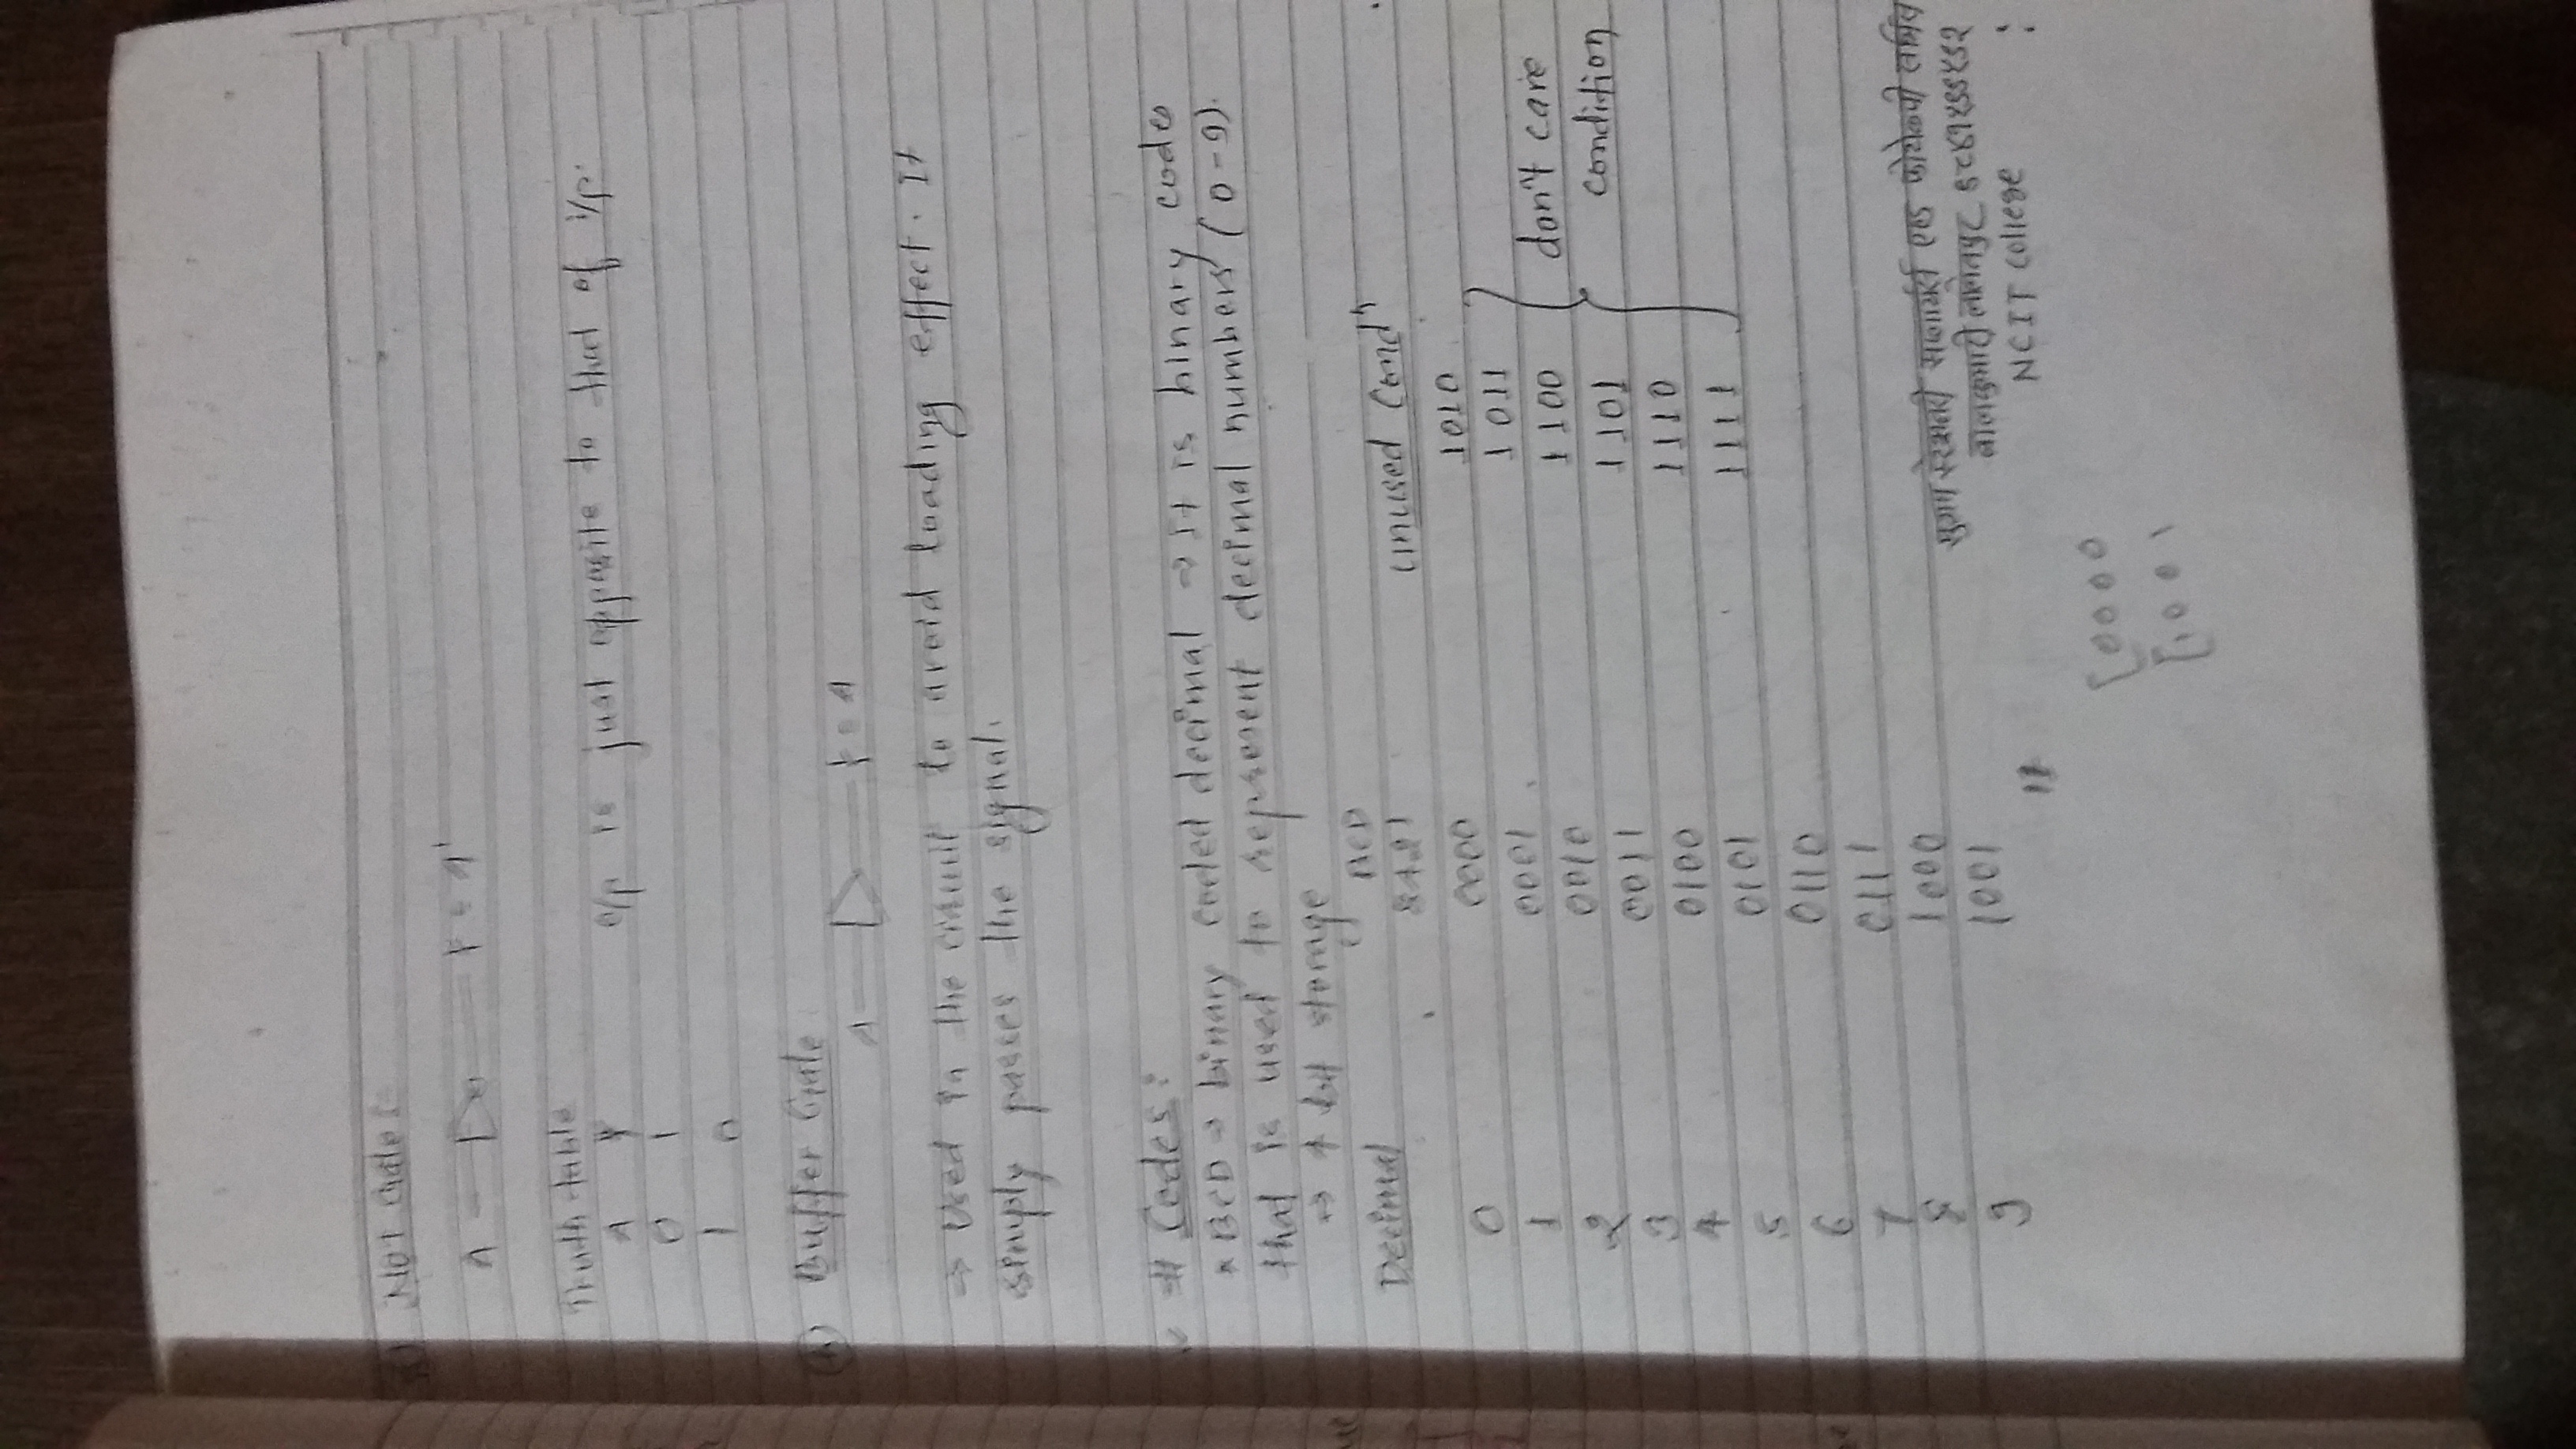 NOT Gate:
A F = A'
Truth table
A Y o/p is just opposite to that of i/p.
0 1
1 0
Buffer Gate
A F = A
→ Used in the circuit to avoid loading effect. It
simply passes the signal.
# Codes:
* BCD → binary coded decimal → It is binary codes
that is used to represent decimal numbers (0-9).
→ 4 bit storage
Decimal BCD
8421 Unused Condⁿ
0 0000 1010
1 0001 1011
2 0010 1100 don't care
3 0011 1101 condition
4 0100 1110
5 0101 1111
6 0110
7 0111
8 1000
9 1001
सुगम स्टेशनरी सप्लायर्स एण्ड फोटोकपी सर्भिस
बालकुमारी ललितपुर
NCIT College
11
[0000
[1001